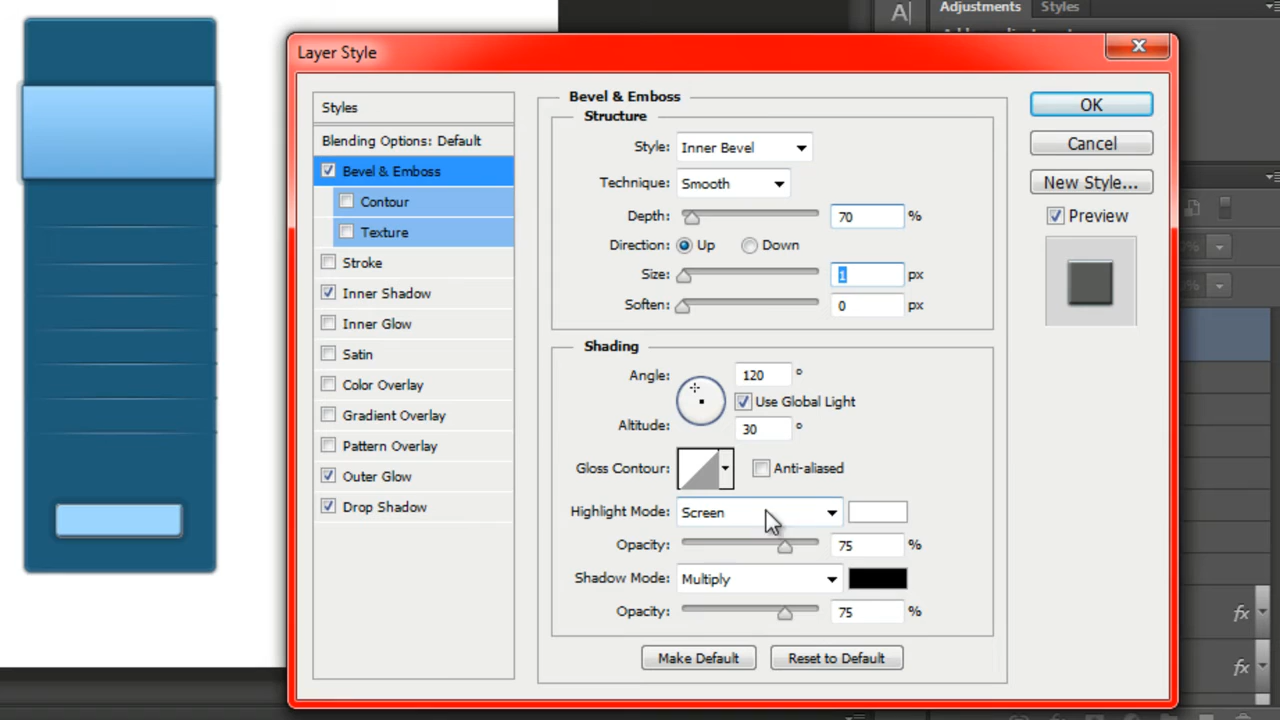 A|
Adjustments
Styles
Layer Style
Styles
Blending Options: Default
Bevel & Emboss
Contour
Texture
Stroke
Inner Shadow
Inner Glow
Satin
Color Overlay
Gradient Overlay
Pattern Overlay
Outer Glow
Drop Shadow
Bevel & Emboss
Structure
Style: Inner Bevel
Technique: Smooth
Depth: 70 %
Direction: Up Down
Size: 1 px
Soften: 0 px
Shading
Angle: 120 °
Use Global Light
Altitude: 30 °
Gloss Contour: Anti-aliased
Highlight Mode: Screen
Opacity: 75 %
Shadow Mode: Multiply
Opacity: 75 %
Make Default Reset to Default
OK
Cancel
New Style...
Preview
fx
fx